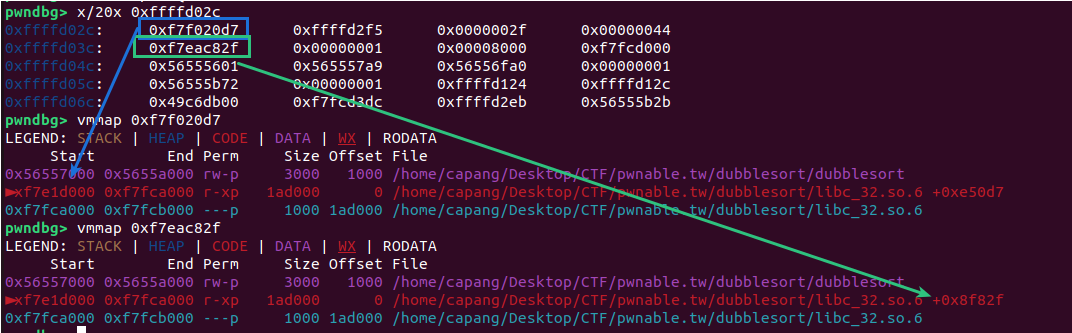 pwndbg> x/20x 0xffffd02c
0xffffd02c: 0xf7f020d7 0xffffd2f5 0x0000002f 0x00000044
0xffffd03c: 0xf7eac82f 0x00000001 0x00008000 0xf7fcd000
0xffffd04c: 0x56555601 0x565557a9 0x56556fa0 0x00000001
0xffffd05c: 0x56555b72 0x00000001 0xffffd124 0xffffd12c
0xffffd06c: 0x49c6db00 0xf7fcd3dc 0xffffd2eb 0x56555b2b
pwndbg> vmmap 0xf7f020d7
LEGEND: STACK | HEAP | CODE | DATA | WX | RODATA
Start End Perm Size Offset File
0x56557000 0x5655a000 rw-p 3000 1000 /home/capang/Desktop/CTF/pwnable.tw/dubblesort/dubblesort
►xf7e1d000 0xf7fca000 r-xp 1ad000 0 /home/capang/Desktop/CTF/pwnable.tw/dubblesort/libc_32.so.6 +0xe50d7
0xf7fca000 0xf7fcb000 ---p 1000 1ad000 /home/capang/Desktop/CTF/pwnable.tw/dubblesort/libc_32.so.6
pwndbg> vmmap 0xf7eac82f
LEGEND: STACK | HEAP | CODE | DATA | WX | RODATA
Start End Perm Size Offset File
0x56557000 0x5655a000 rw-p 3000 1000 /home/capang/Desktop/CTF/pwnable.tw/dubblesort/dubblesort
►xf7e1d000 0xf7fca000 r-xp 1ad000 0 /home/capang/Desktop/CTF/pwnable.tw/dubblesort/libc_32.so.6 +0x8f82f
0xf7fca000 0xf7fcb000 ---p 1000 1ad000 /home/capang/Desktop/CTF/pwnable.tw/dubblesort/libc_32.so.6